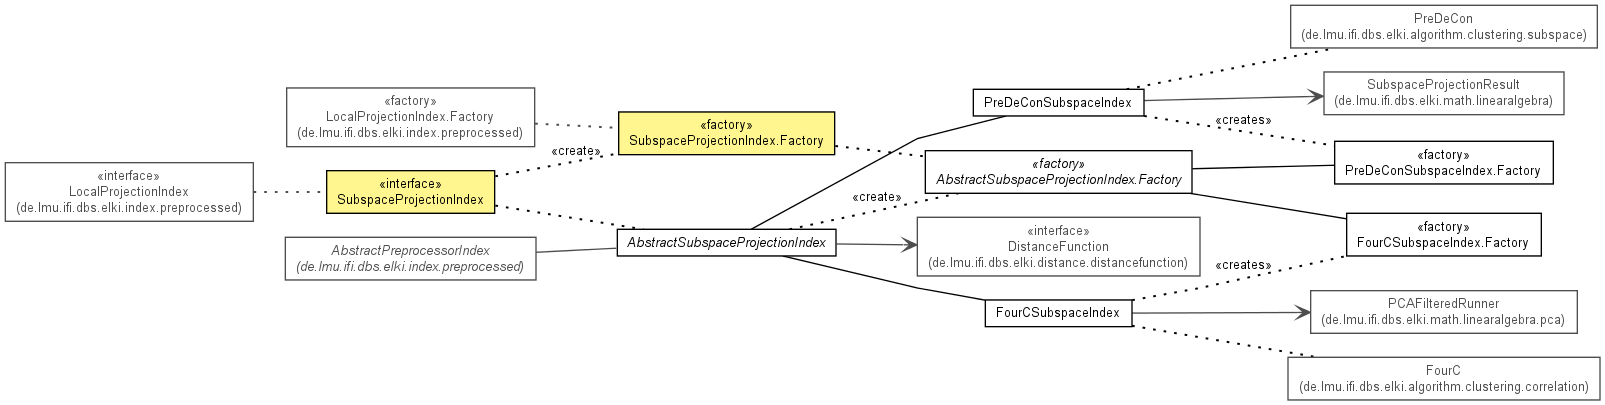 PreDeCon
(de.lmu.ifi.dbs.elki.algorithm.clustering.subspace)
SubspaceProjectionResult
(de.lmu.ifi.dbs.elki.math.linearalgebra)
«factory»
LocalProjectionIndex.Factory
(de.lmu.ifi.dbs.elki.index.preprocessed)
PreDeConSubspaceIndex
«factory»
SubspaceProjectionIndex.Factory
«creates»
«create»
«factory»
AbstractSubspaceProjectionIndex.Factory
«factory»
PreDeConSubspaceIndex.Factory
«interface»
LocalProjectionIndex
(de.lmu.ifi.dbs.elki.index.preprocessed)
«interface»
SubspaceProjectionIndex
«create»
«factory»
FourCSubspaceIndex.Factory
AbstractPreprocessorIndex
(de.lmu.ifi.dbs.elki.index.preprocessed)
AbstractSubspaceProjectionIndex
«interface»
DistanceFunction
(de.lmu.ifi.dbs.elki.distance.distancefunction)
«creates»
FourCSubspaceIndex
PCAFilteredRunner
(de.lmu.ifi.dbs.elki.math.linearalgebra.pca)
FourC
(de.lmu.ifi.dbs.elki.algorithm.clustering.correlation)